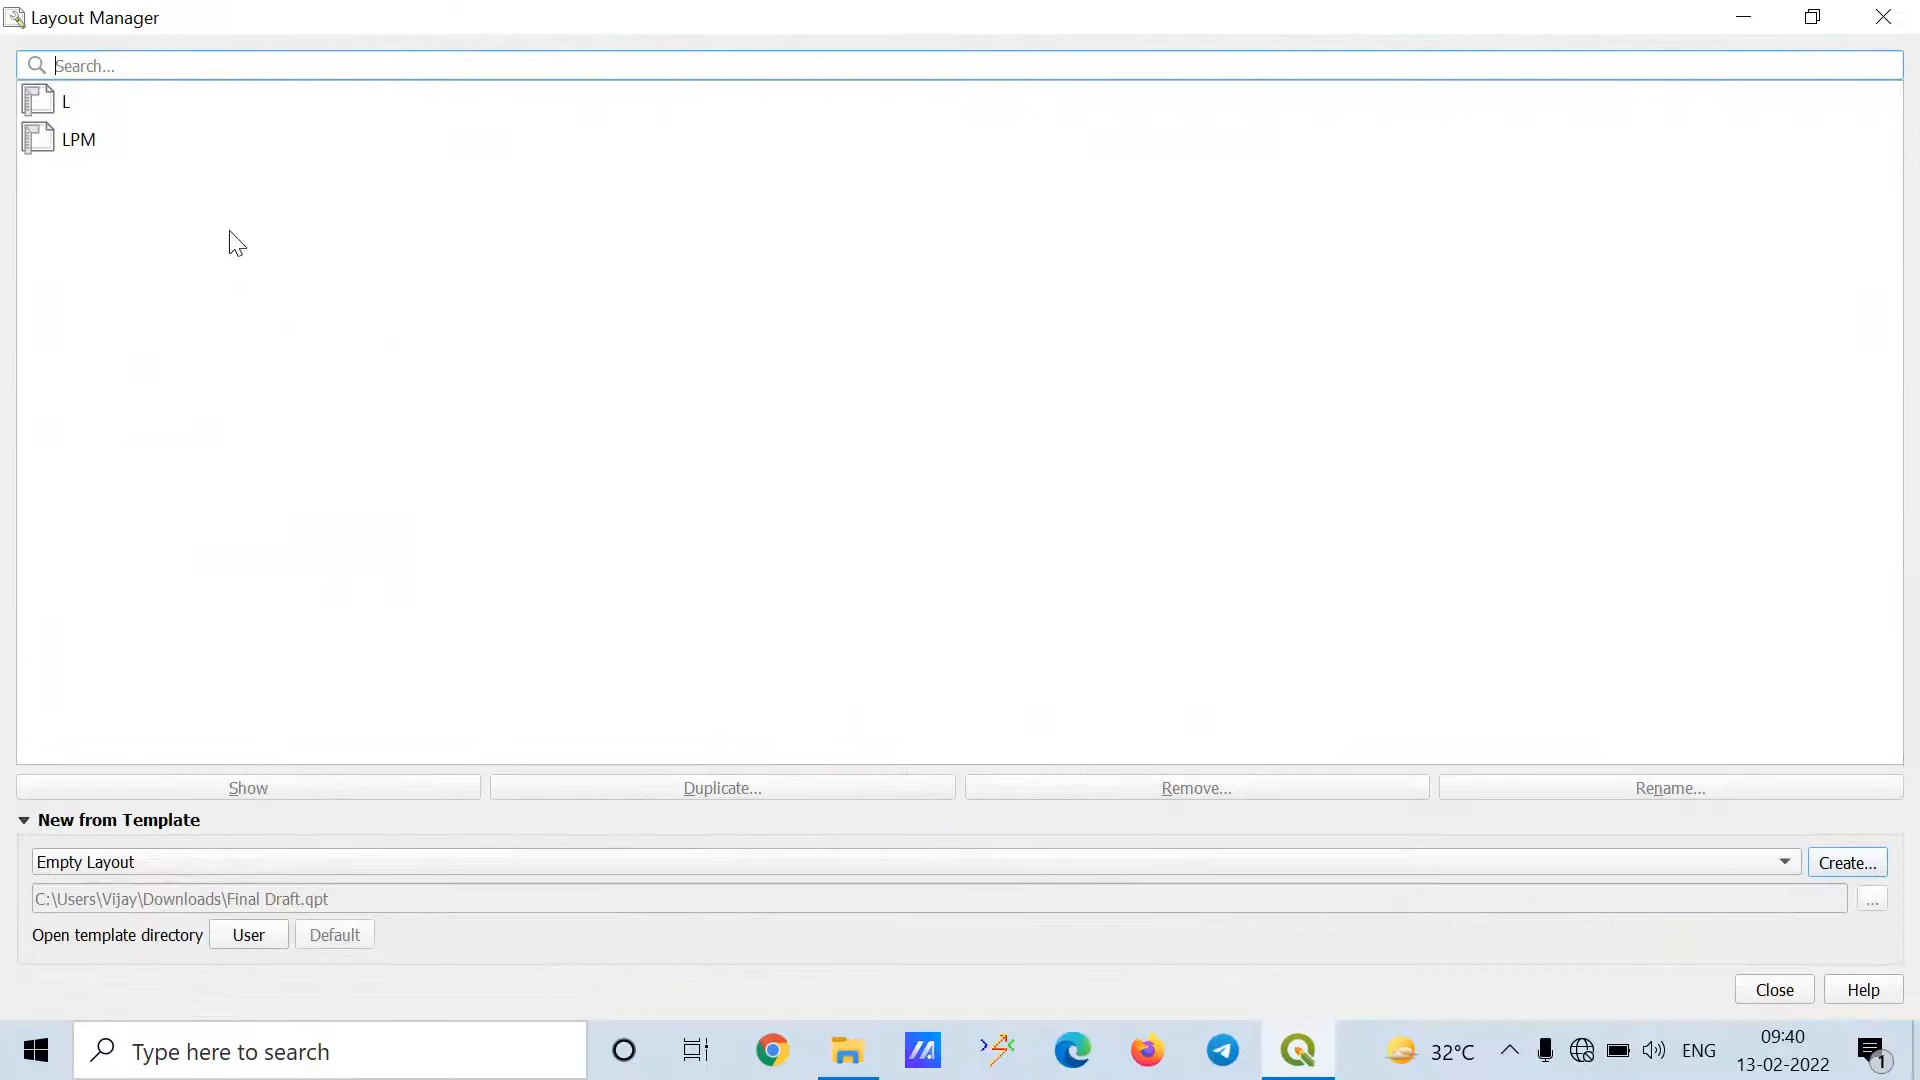 Layout Manager
Search...
L
LPM
Show Duplicate... Remove... Rename...
New from Template
Empty Layout Create...
C:\Users\Vijay\Downloads\Final Draft.qpt ...
Open template directory User Default
Close Help
Type here to search 32°C ENG 09:40
13-02-2022 1